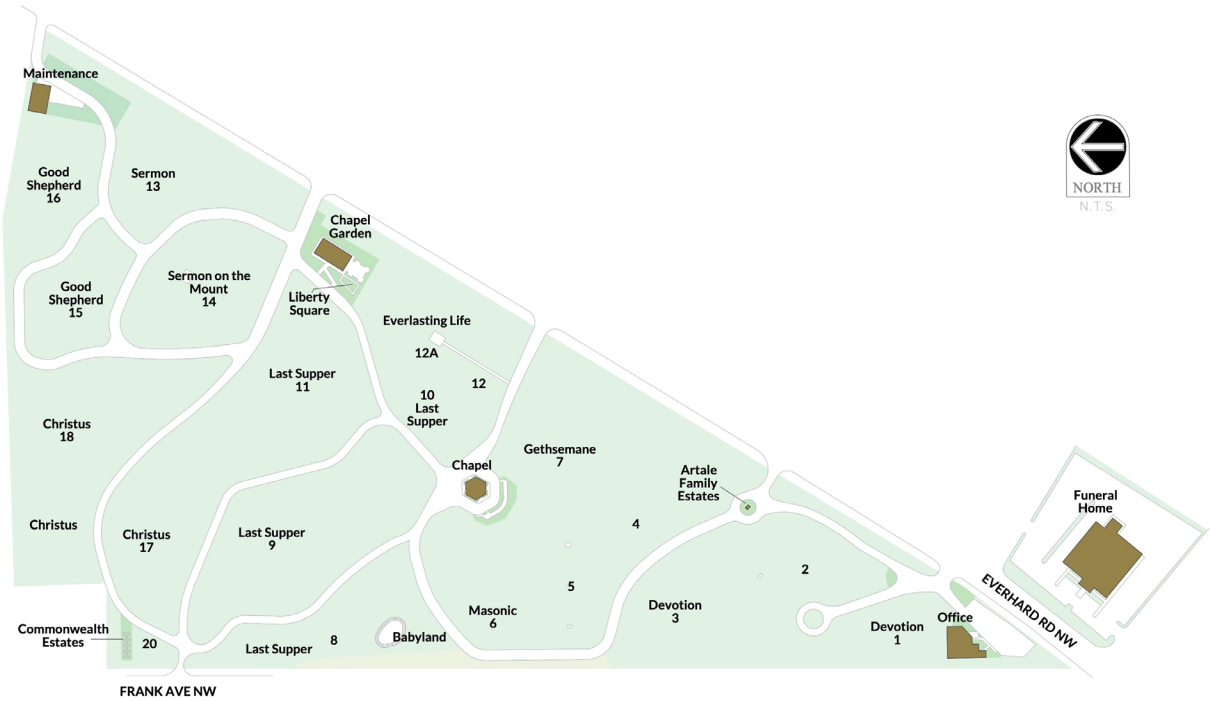 Maintenance
Good
Shepherd
16
Sermon
13
Chapel
Garden
NORTH
N.T.S.
Sermon on the
Mount
14
Good
Shepherd
15
Liberty
Square
Everlasting Life
12A
12
Last Supper
11
10
Last
Supper
Christus
18
Gethsemane
7
Chapel
Artale
Family
Estates
Funeral
Home
Christus
Christus
17
Last Supper
9
4
2
5
EVERHARD RD NW
Masonic
6
Devotion
3
Devotion
1
Office
Commonwealth
Estates
20
Last Supper
8
Babyland
FRANK AVE NW